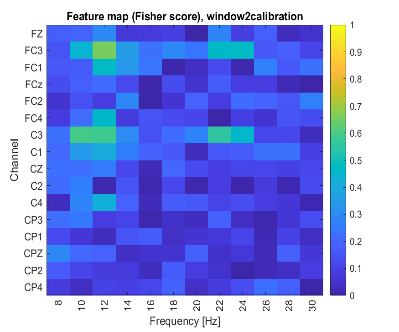 Feature map (Fisher score), window2calibration
FZ
FC3
FC1
FCz
FC2
FC4
C3
C1
CZ
C2
C4
CP3
CP1
CPZ
CP2
CP4
Channel
8 10 12 14 16 18 20 22 24 26 28 30
Frequency [Hz]
1
0.9
0.8
0.7
0.6
0.5
0.4
0.3
0.2
0.1
0